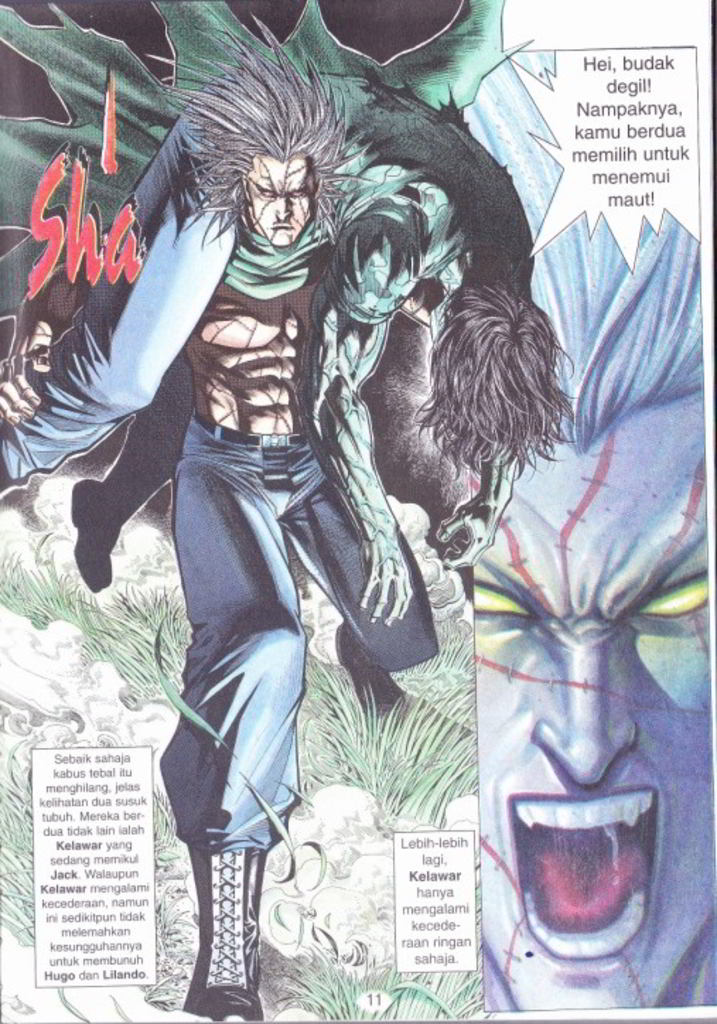 Hei, budak
degil!
Nampaknya,
kamu berdua
memilih untuk
menemui
maut!
Sha
Sebaik sahaja
kabus tebal itu
menghilang, jelas
kelihatan dua susuk
tubuh. Mereka ber-
dua tidak lain ialah
Kelawar yang
sedang memikul
Jack. Walaupun
Kelawar mengalami
kecederaan, namun
ini sedikitpun tidak
melemahkan
kesungguhannya
untuk membunuh
Hugo dan Lilando.
Lebih-lebih
lagi,
Kelawar
hanya
mengalami
kecede-
raan ringan
sahaja.
11